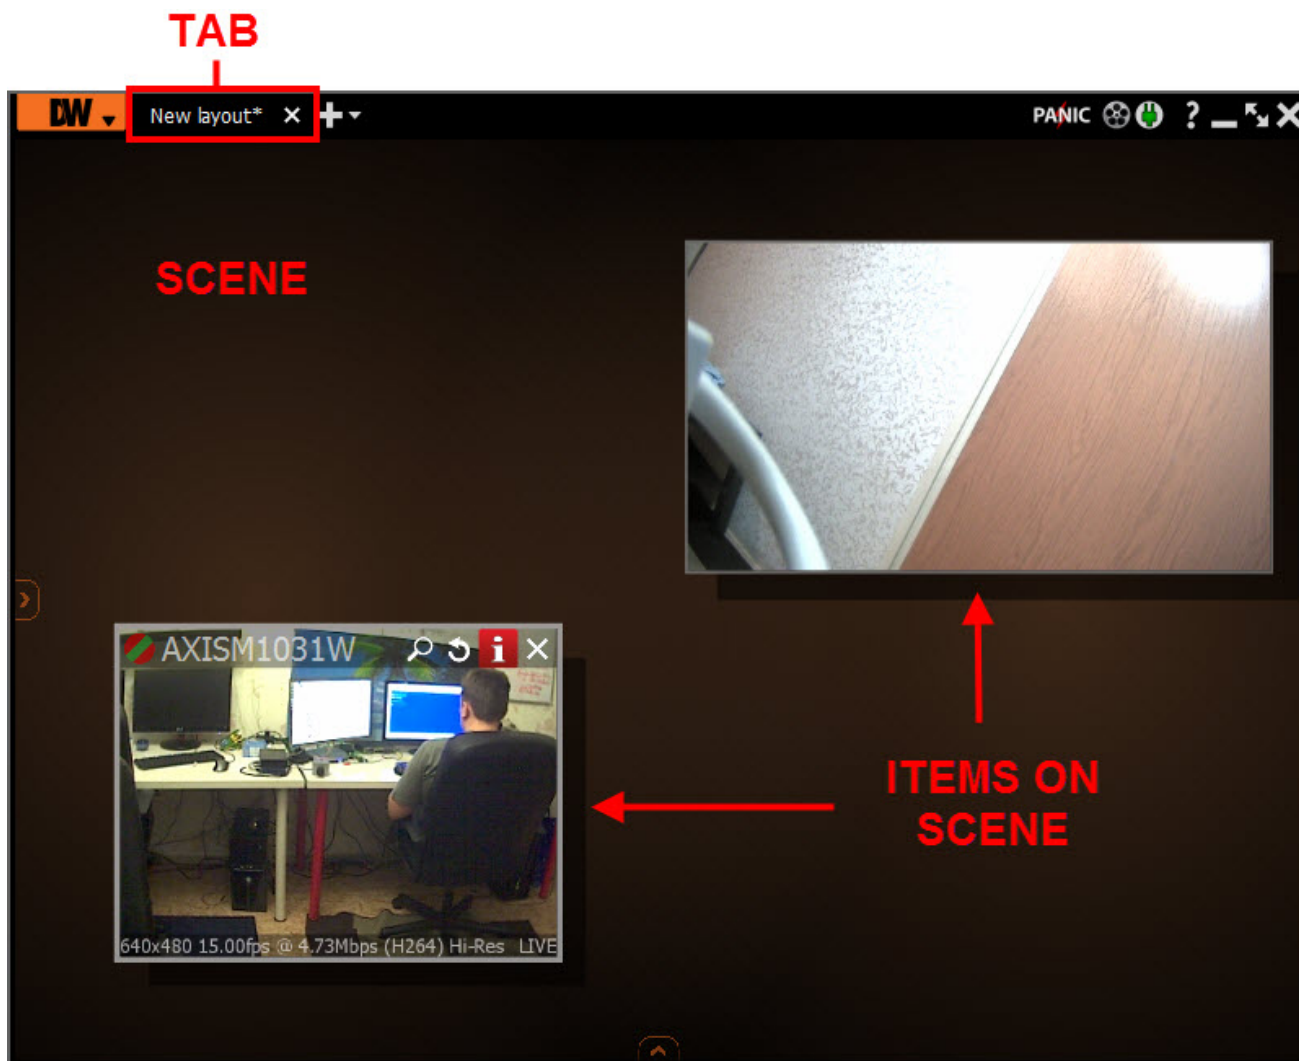 TAB
DW
New layout*
PANIC
?
SCENE
AXISM1031W
i
640x480 15.00fps @ 4.73Mbps (H264) Hi-Res LIVE
ITEMS ON
SCENE